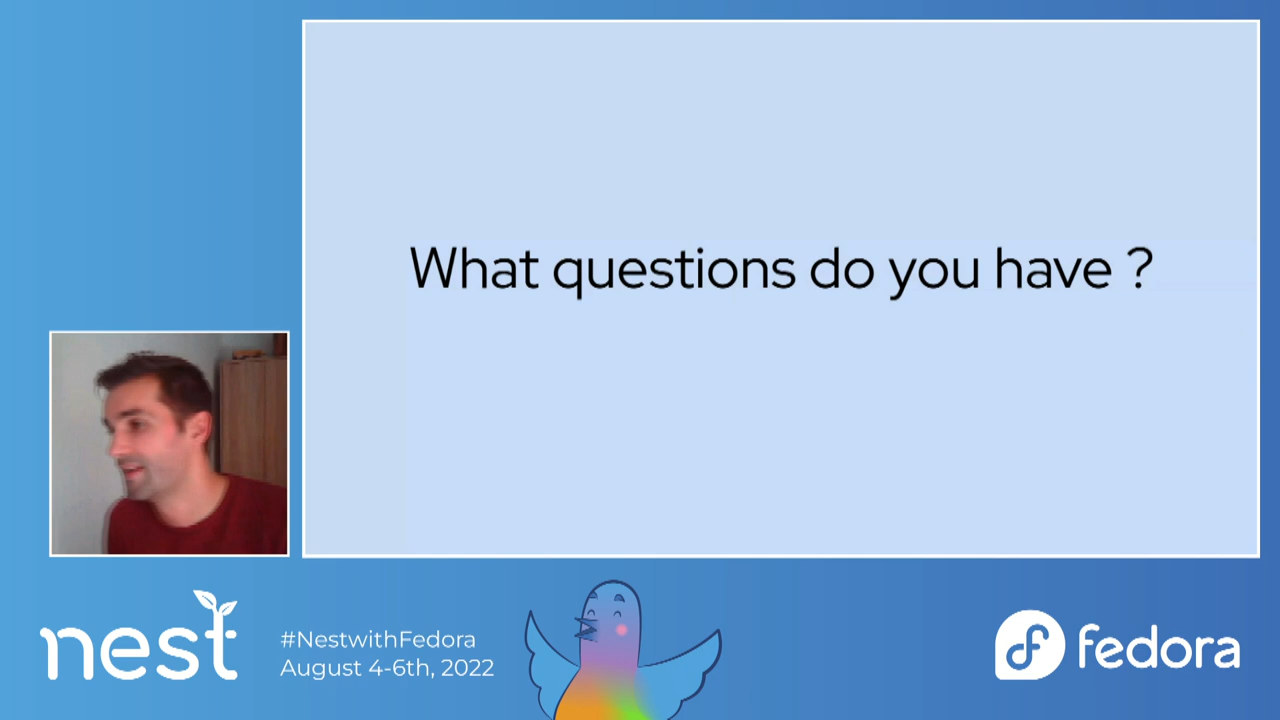 What questions do you have ?
nest
#NestwithFedora
August 4-6th, 2022
fedora